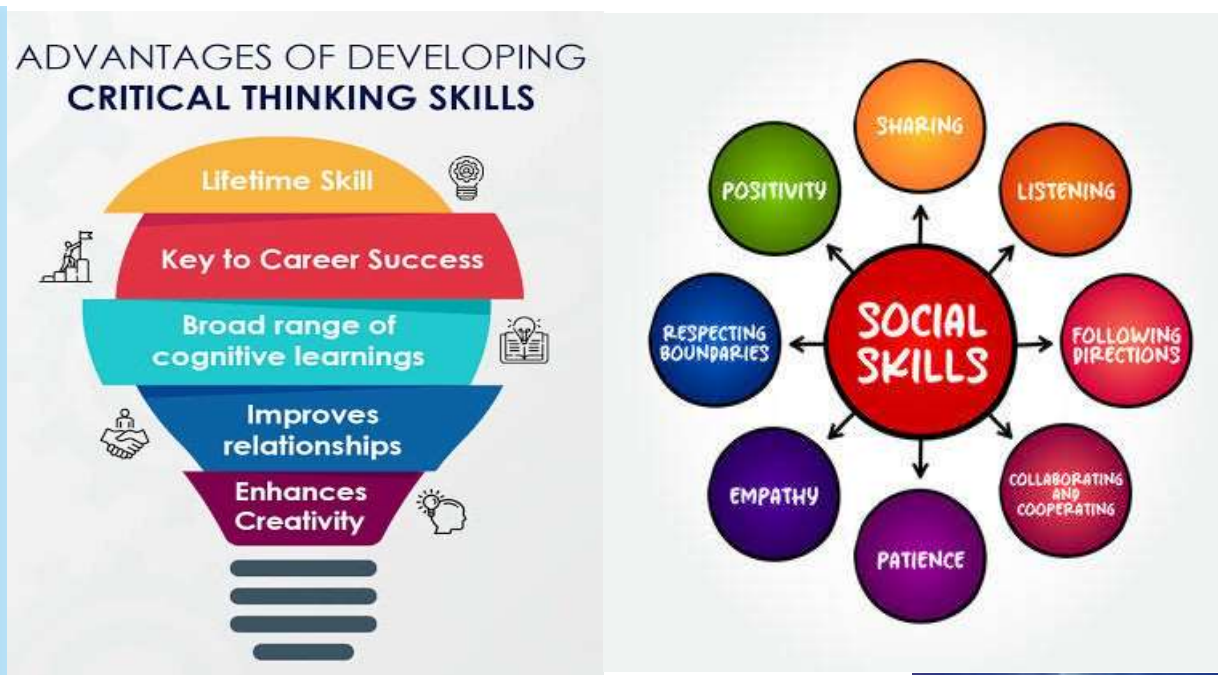 ADVANTAGES OF DEVELOPING
CRITICAL THINKING SKILLS
Lifetime Skill
Key to Career Success
Broad range of
cognitive learnings
Improves
relationships
Enhances
Creativity
SHARING
POSITIVITY
LISTENING
SOCIAL
SKILLS
RESPECTING
BOUNDARIES
FOLLOWING
DIRECTIONS
EMPATHY
COLLABORATING
AND
COOPERATING
PATIENCE